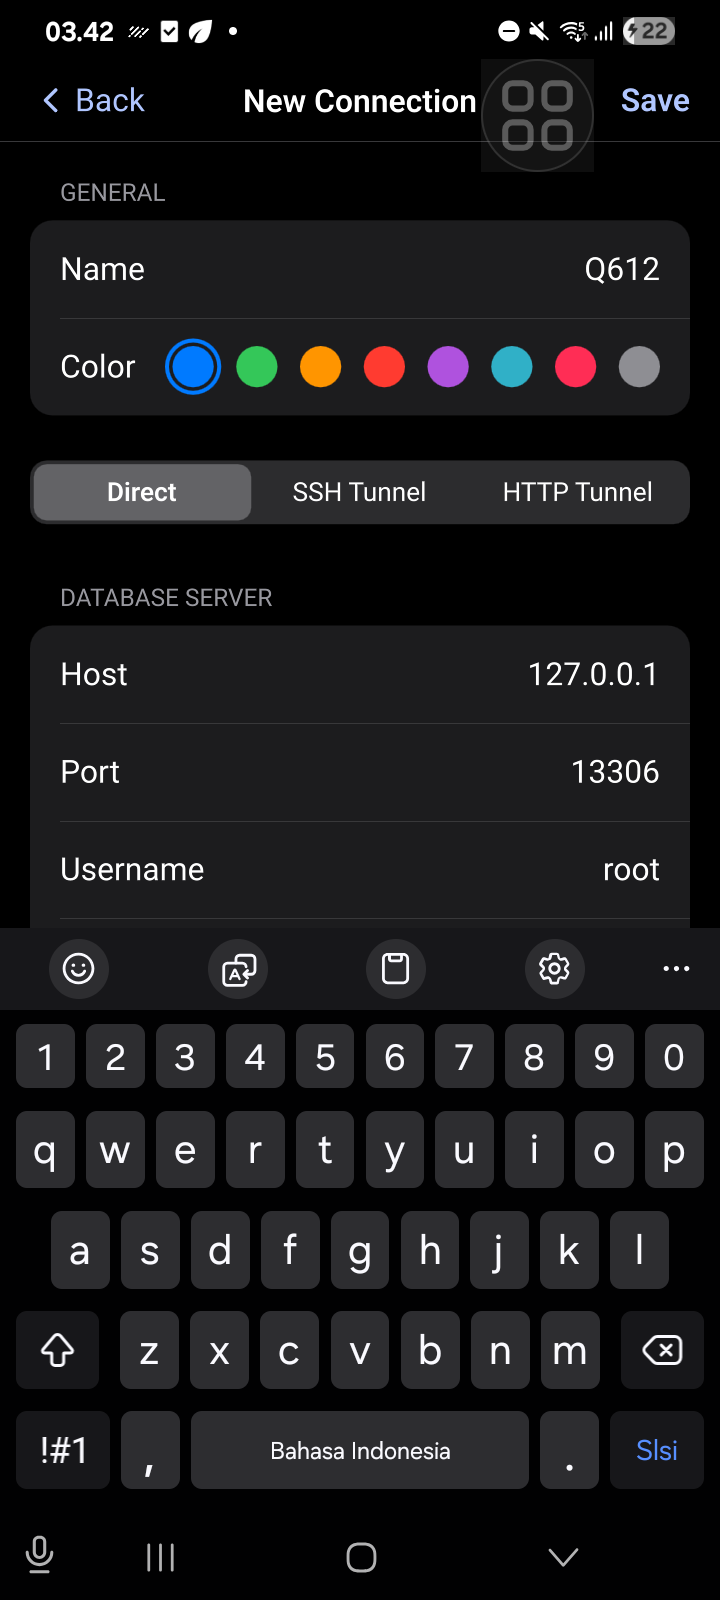 03.42
22
Back
New Connection
Save
GENERAL
Name
Q612
Color
Direct
SSH Tunnel
HTTP Tunnel
DATABASE SERVER
Host
127.0.0.1
Port
13306
Username
root
1 2 3 4 5 6 7 8 9 0
q w e r t y u i o p
a s d f g h j k l
z x c v b n m
!#1 , Bahasa Indonesia . Slsi